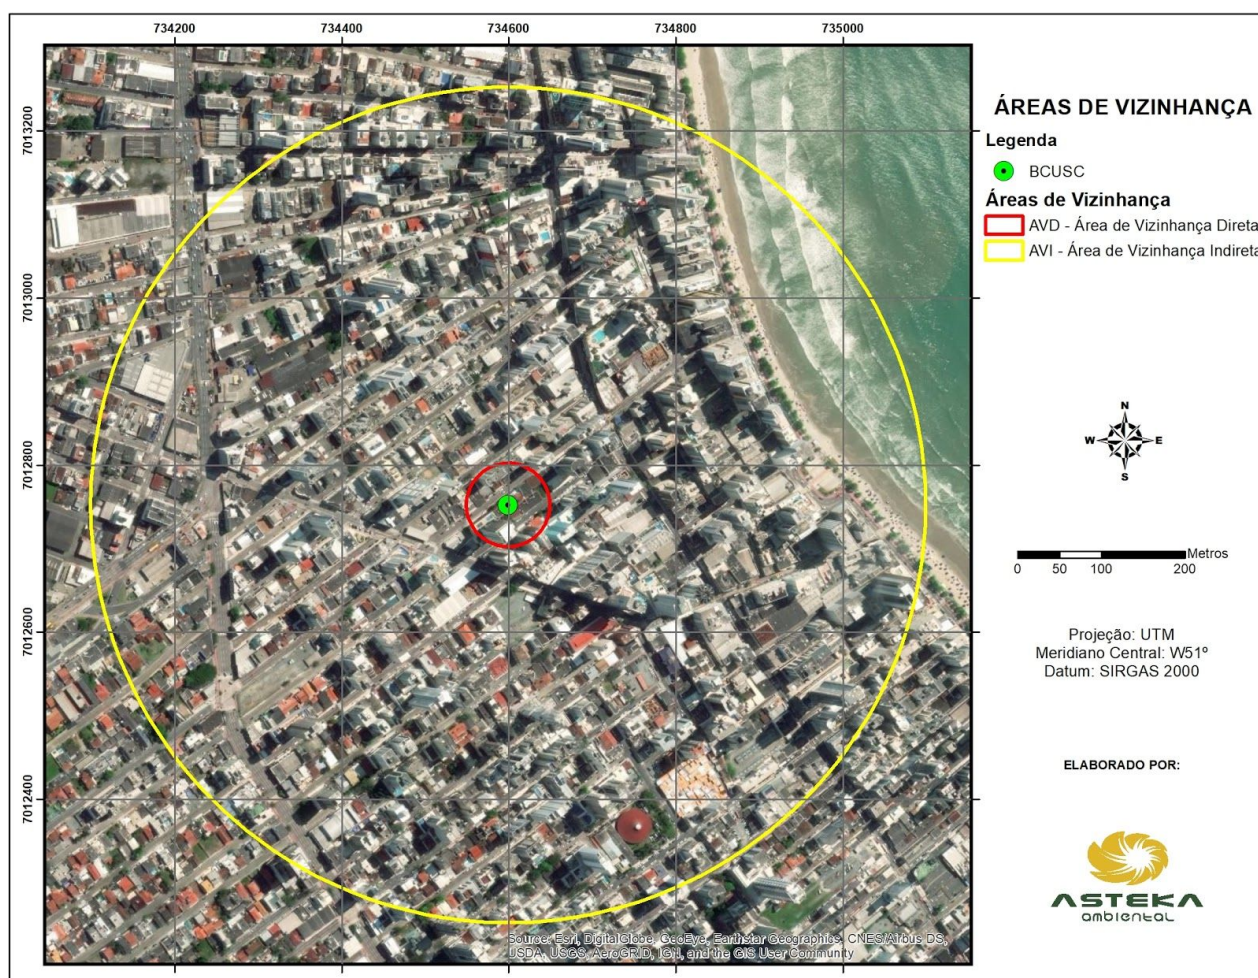 734200 734400 734600 734800 735000
7013200
7013000
7012800
7012600
7012400
ÁREAS DE VIZINHANÇA
Legenda
BCUSC
Áreas de Vizinhança
AVD - Área de Vizinhança Direta
AVI - Área de Vizinhança Indireta
N
W E
S
Metros
0 50 100 200
Projeção: UTM
Meridiano Central: W51º
Datum: SIRGAS 2000
ELABORADO POR:
ASTEKA
ambiental
Source: Esri, DigitalGlobe, GeoEye, Earthstar Geographics, CNES/Airbus DS,
USDA, USGS, AeroGRID, IGN, and the GIS User Community